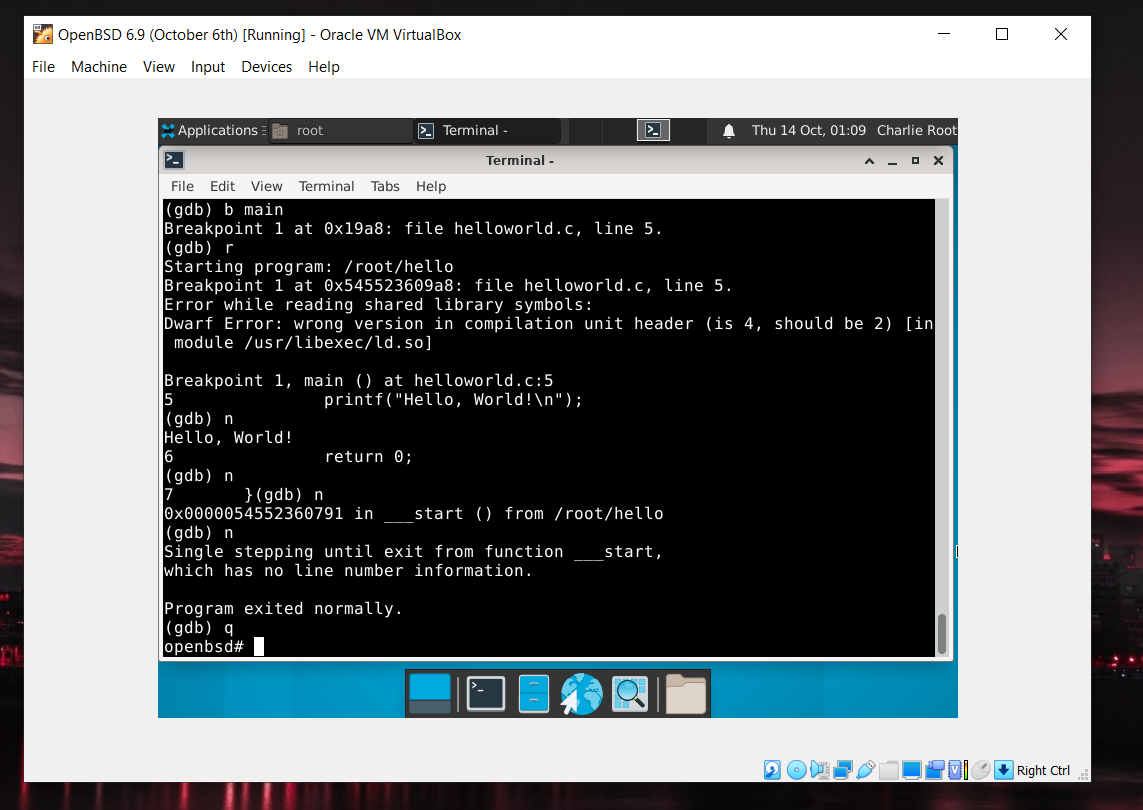 OpenBSD 6.9 (October 6th) [Running] - Oracle VM VirtualBox
File Machine View Input Devices Help
Applications root Terminal - Thu 14 Oct, 01:09 Charlie Root
Terminal -
File Edit View Terminal Tabs Help
(gdb) b main
Breakpoint 1 at 0x19a8: file helloworld.c, line 5.
(gdb) r
Starting program: /root/hello
Breakpoint 1 at 0x545523609a8: file helloworld.c, line 5.
Error while reading shared library symbols:
Dwarf Error: wrong version in compilation unit header (is 4, should be 2) [in
module /usr/libexec/ld.so]
Breakpoint 1, main () at helloworld.c:5
5 printf("Hello, World!\n");
(gdb) n
Hello, World!
6 return 0;
(gdb) n
7 }(gdb) n
0x0000054552360791 in ___start () from /root/hello
(gdb) n
Single stepping until exit from function ___start,
which has no line number information.
Program exited normally.
(gdb) q
openbsd#
Right Ctrl